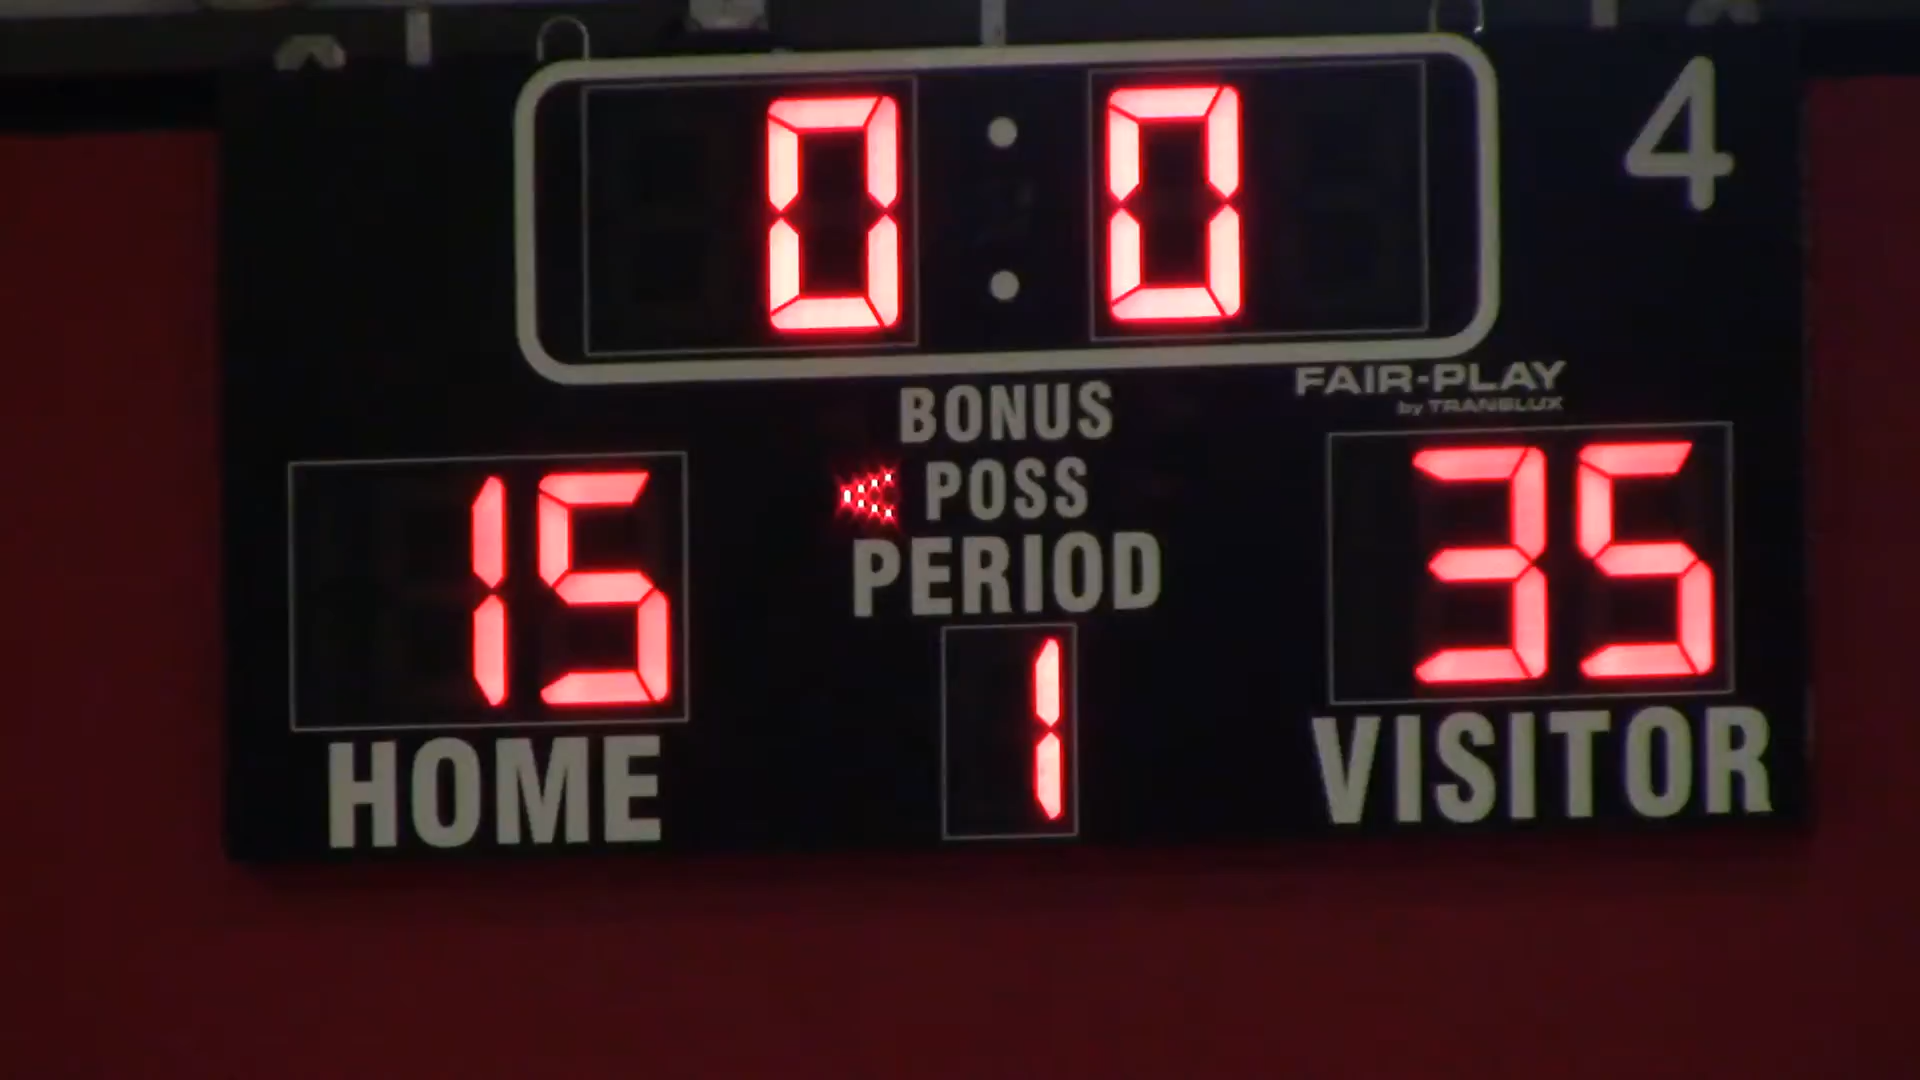 0:0
4
BONUS
FAIR-PLAY
by TRANSLUX
15 POSS 35
PERIOD
1
HOME VISITOR